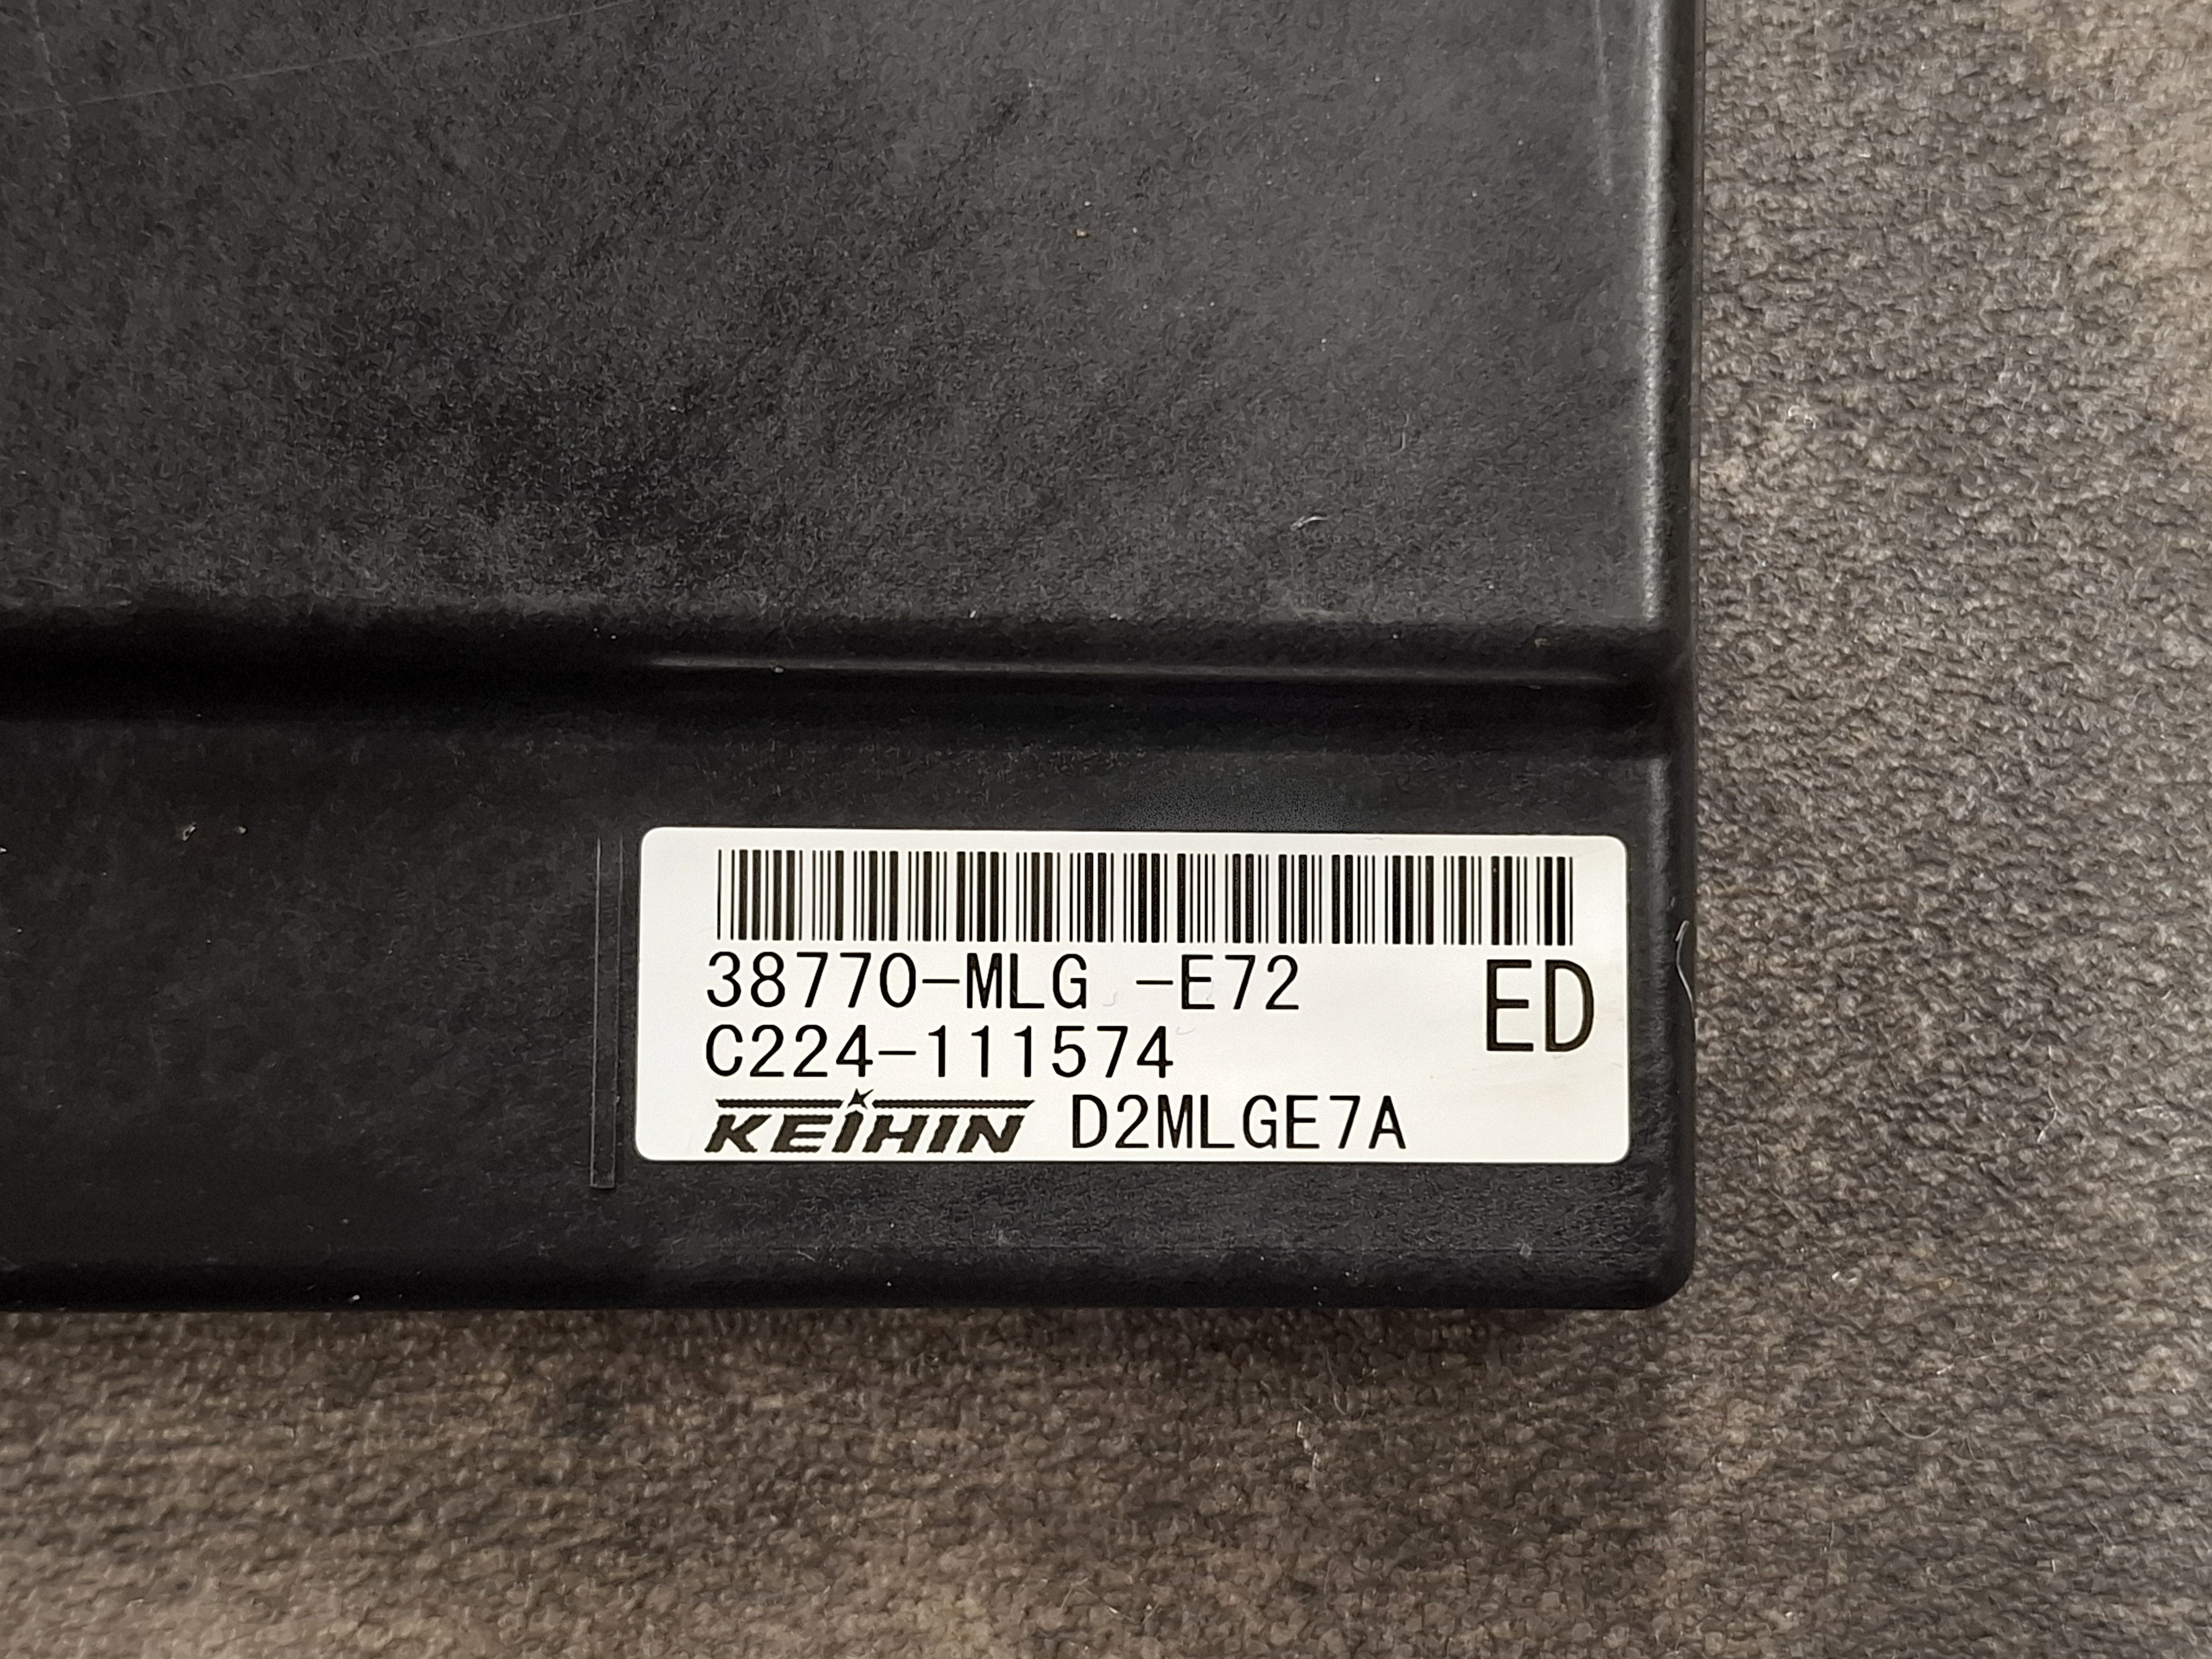 38770-MLG -E72
ED
C224-111574
KEIHIN D2MLGE7A